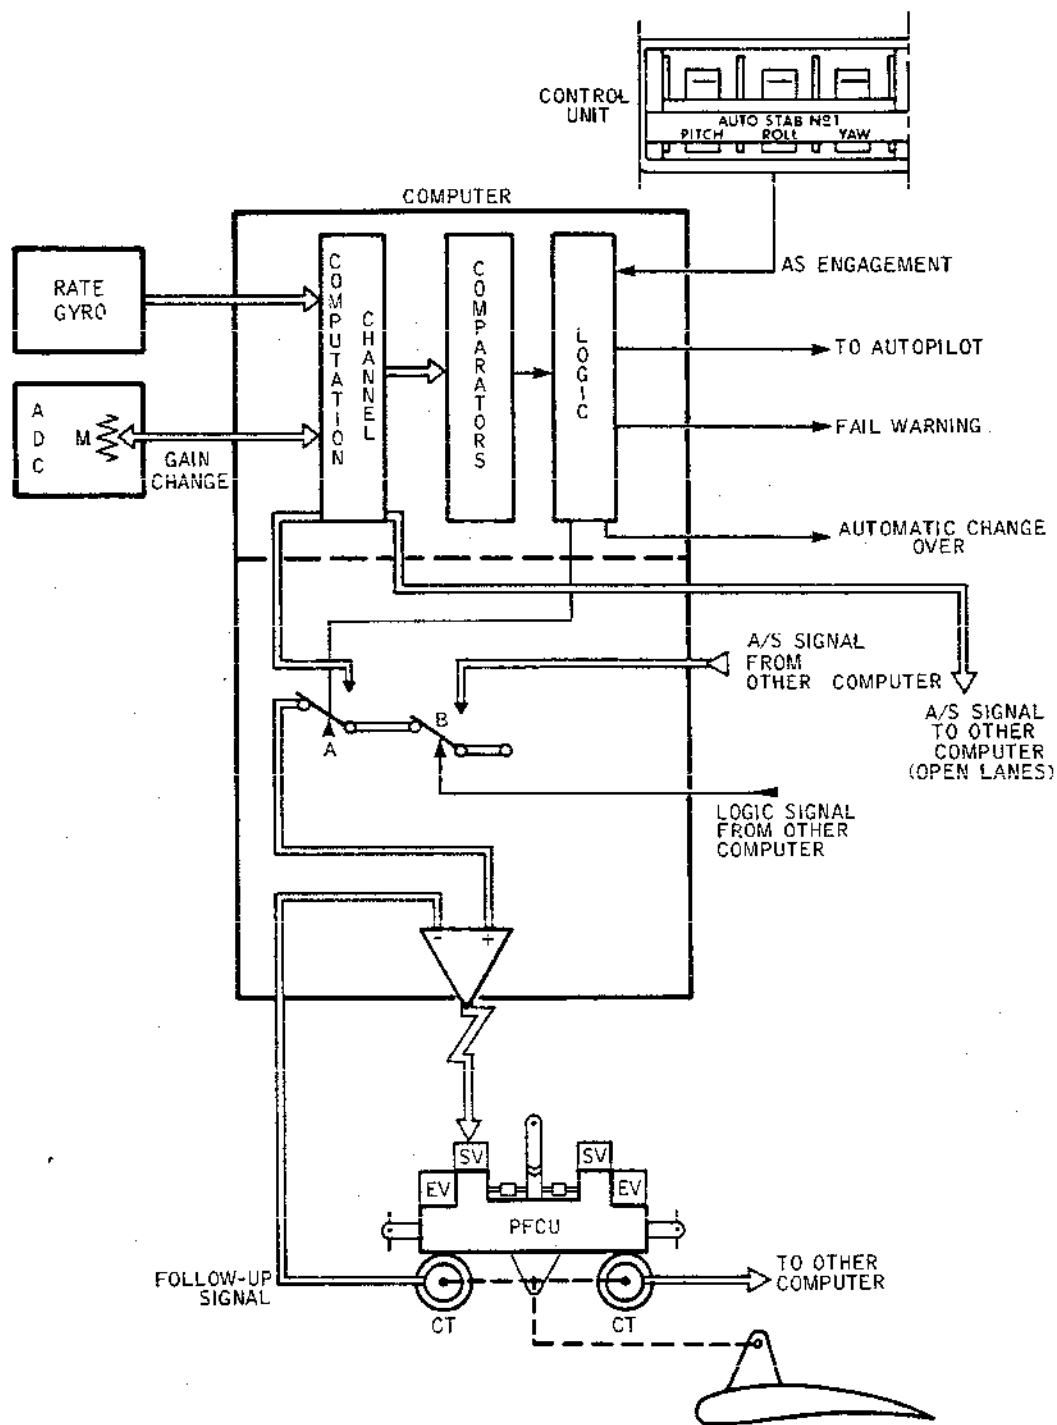 CONTROL
UNIT
AUTO STAB Nº1
PITCH ROLL YAW
COMPUTER
RATE
GYRO
COMPUTATION
CHANNEL
COMPARATORS
LOGIC
AS ENGAGEMENT
TO AUTOPILOT
ADC
M
GAIN
CHANGE
FAIL WARNING
AUTOMATIC CHANGE
OVER
A/S SIGNAL
FROM
OTHER COMPUTER
A
B
A/S SIGNAL
TO OTHER
COMPUTER
(OPEN LANES)
LOGIC SIGNAL
FROM OTHER
COMPUTER
- +
SV SV
EV EV
PFCU
FOLLOW-UP
SIGNAL
TO OTHER
COMPUTER
CT CT